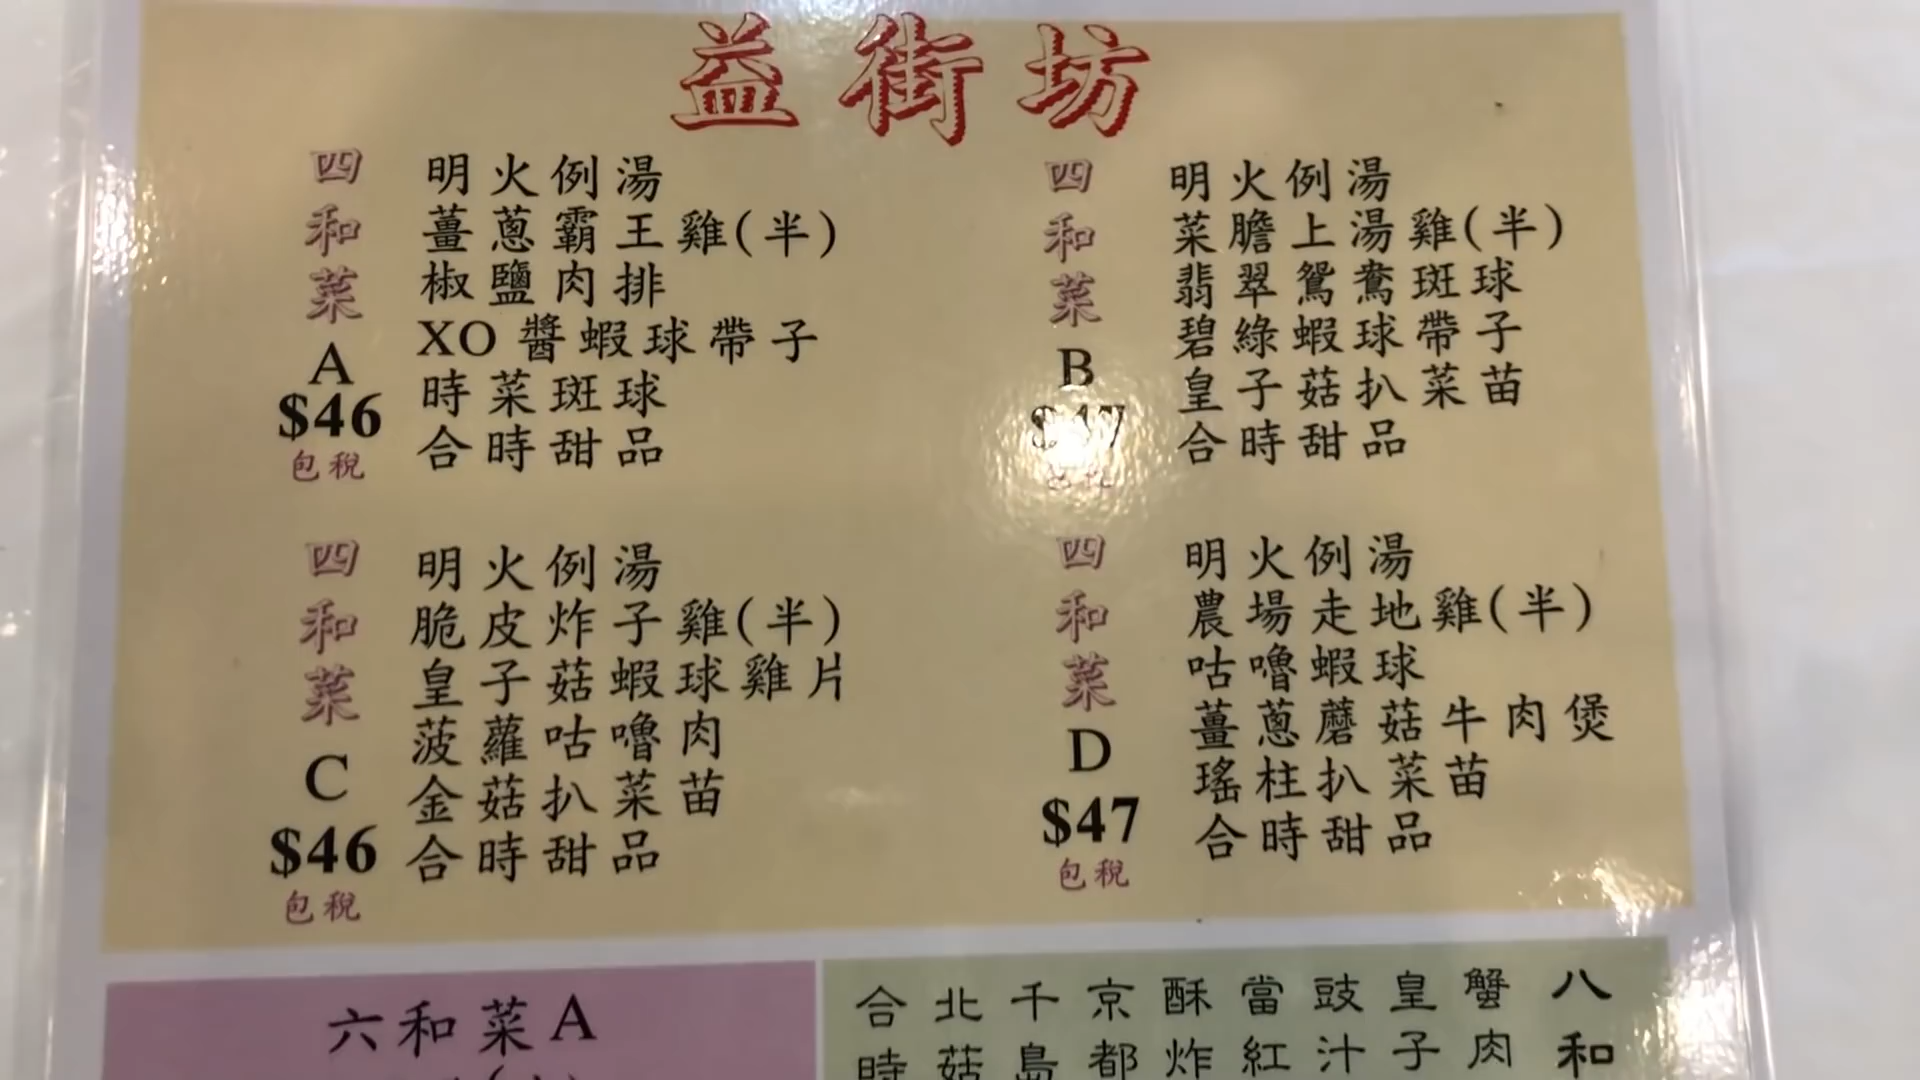 益街坊
四和菜
A
$46
包稅
明火例湯
薑蔥霸王雞(半)
椒鹽肉排
XO醬蝦球帶子
時菜斑球
合時甜品
四和菜
B
$47
明火例湯
菜膽上湯雞(半)
翡翠鴛鴦斑球
碧綠蝦球帶子
皇子菇扒菜苗
合時甜品
四和菜
C
$46
包稅
明火例湯
脆皮炸子雞(半)
皇子菇蝦球雞片
菠蘿咕嚕肉
金菇扒菜苗
合時甜品
四和菜
D
$47
包稅
明火例湯
農場走地雞(半)
咕嚕蝦球
薑蔥蘑菇牛肉煲
瑤柱扒菜苗
合時甜品
六和菜A
八和
蟹肉
皇子
豉汁
當紅
酥炸
京都
千島
北菇
合時